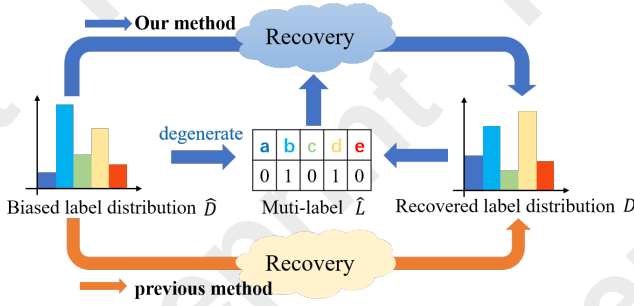 Our method
Recovery
degenerate
a b c d e
0 1 0 1 0
Biased label distribution D̂
Muti-label L̂
Recovered label distribution D
Recovery
previous method